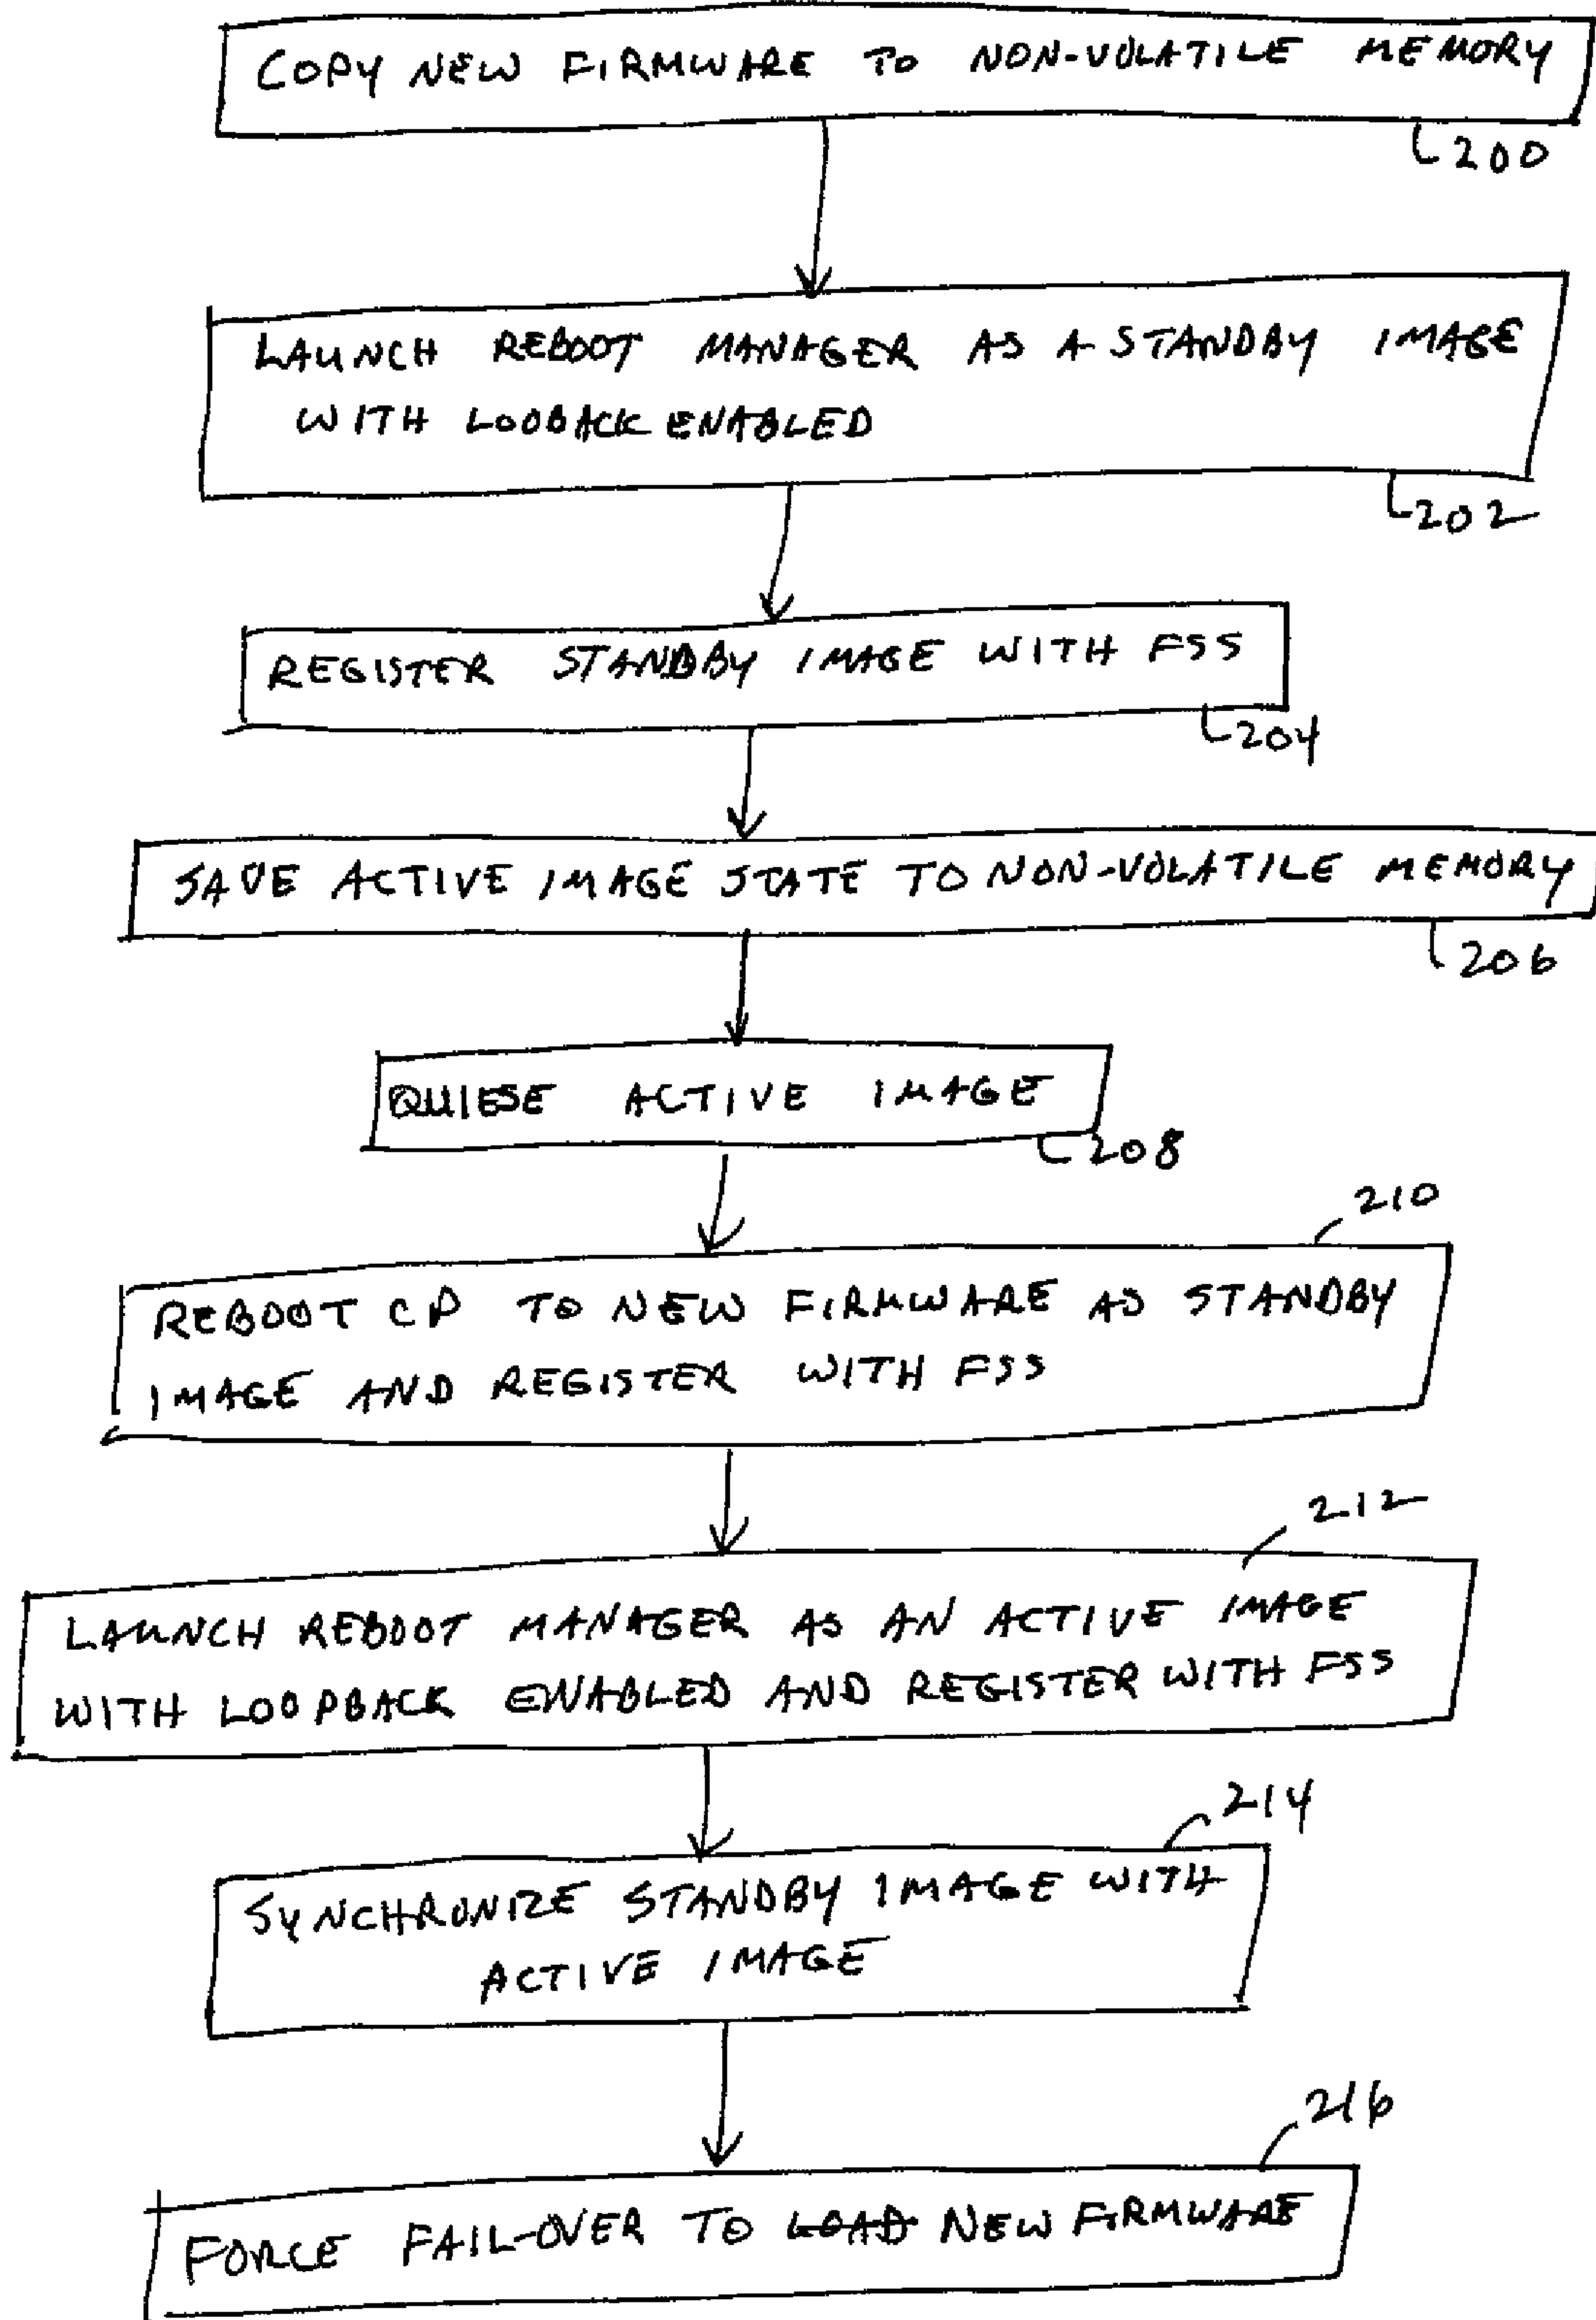 COPY NEW FIRMWARE TO NON-VOLATILE MEMORY
200
LAUNCH REBOOT MANAGER AS A STANDBY IMAGE
WITH LOOBACK ENABLED
202
REGISTER STANDBY IMAGE WITH FSS
204
SAVE ACTIVE IMAGE STATE TO NON-VOLATILE MEMORY
206
QUIESE ACTIVE IMAGE
208
210
REBOOT CP TO NEW FIRMWARE AS STANDBY
IMAGE AND REGISTER WITH FSS
212
LAUNCH REBOOT MANAGER AS AN ACTIVE IMAGE
WITH LOOPBACK ENABLED AND REGISTER WITH FSS
214
SYNCHRONIZE STANDBY IMAGE WITH
ACTIVE IMAGE
216
FORCE FAIL-OVER TO LOAD NEW FIRMWARE